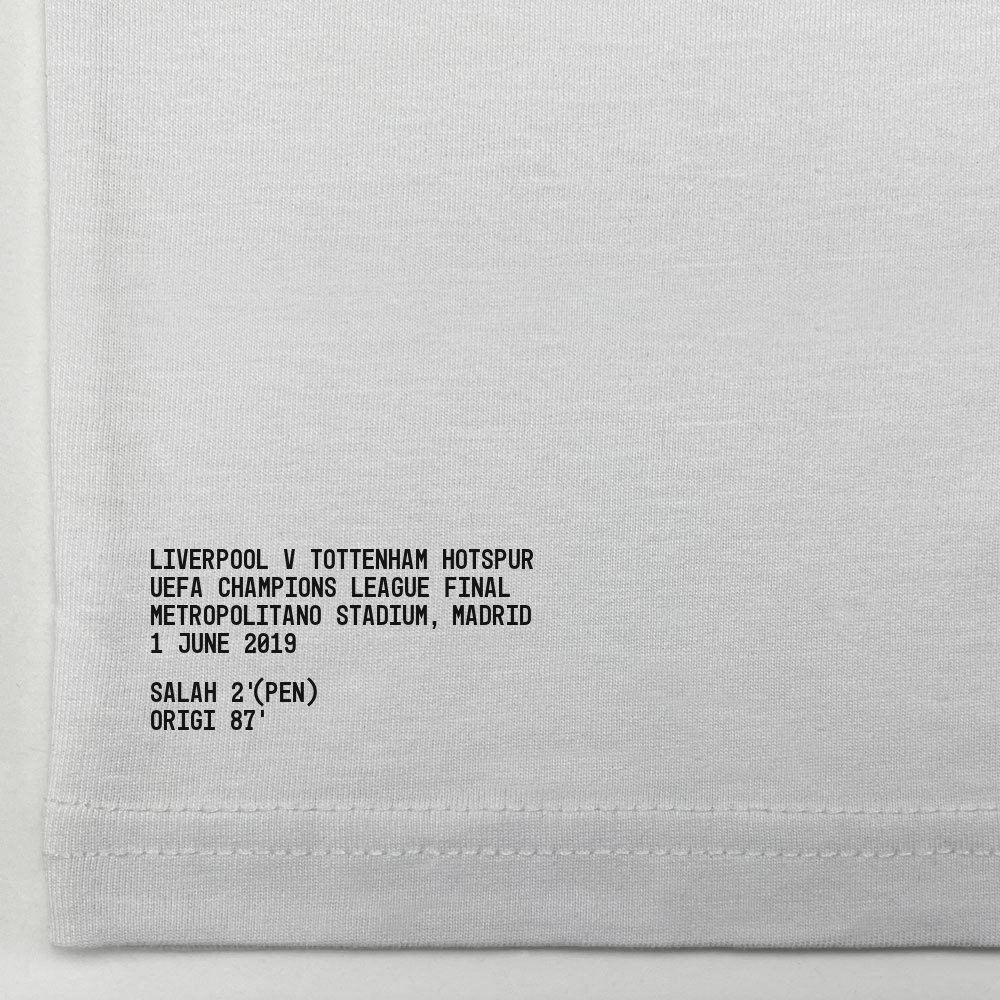 LIVERPOOL V TOTTENHAM HOTSPUR
UEFA CHAMPIONS LEAGUE FINAL
METROPOLITANO STADIUM, MADRID
1 JUNE 2019
SALAH 2'(PEN)
ORIGI 87'